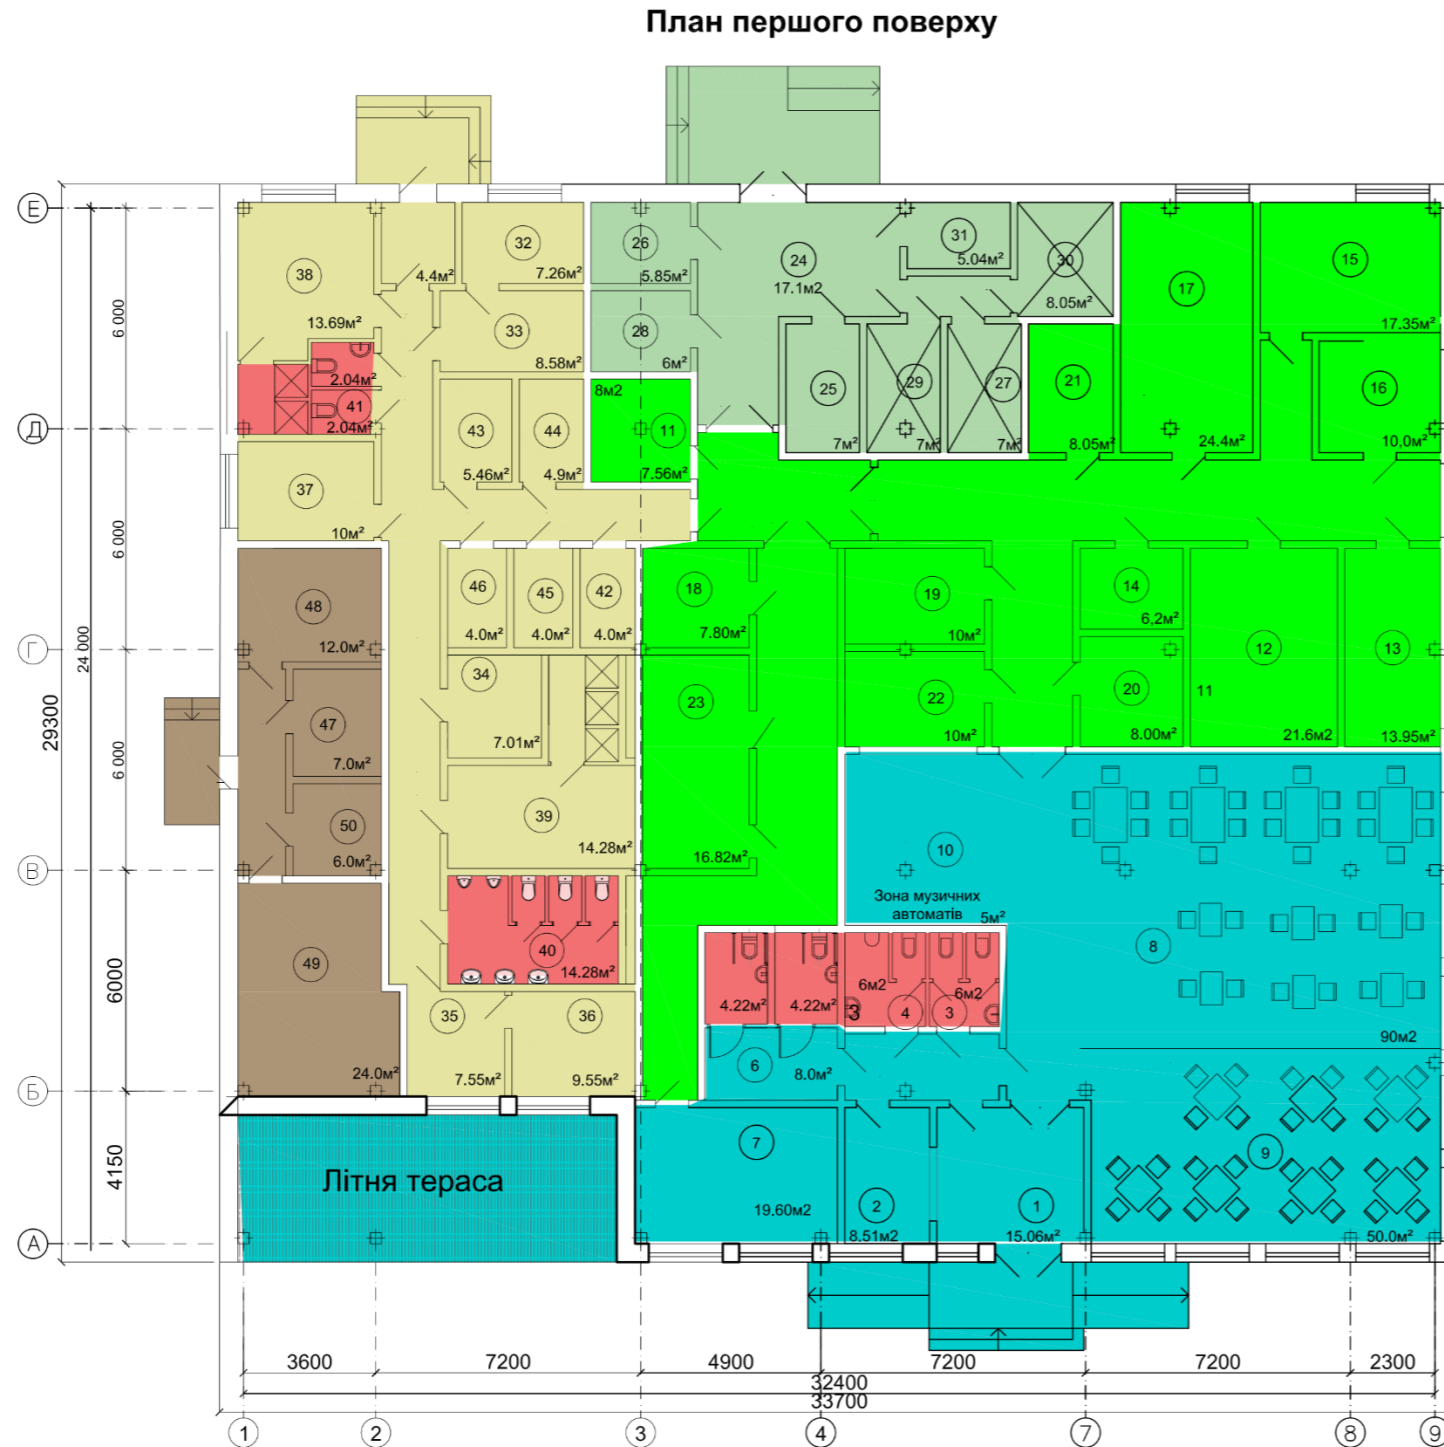 План першого поверху
Е
Д
Г
В
Б
А
6 000
6 000
6 000
6000
4150
24 000
29300
38
13.69м²
4.4м²
32
7.26м²
33
8.58м²
2.04м²
41
2.04м²
43
5.46м²
44
4.9м²
37
10м²
26
5.85м²
28
6м²
8м2
11
7.56м²
24
17.1м2
31
5.04м²
30
8.05м²
25
7м²
29
7м²
27
7м²
21
8.05м²
17
24.4м²
15
17.35м²
16
10,0м²
48
12.0м²
47
7.0м²
50
6.0м²
49
24.0м²
46
4.0м²
45
4.0м²
42
4.0м²
34
7.01м²
39
14.28м²
40
14.28м²
35
7.55м²
36
9.55м²
18
7.80м²
23
16.82м²
19
10м²
22
10м²
14
6,2м²
20
8.00м²
12
11
21.6м2
13
13.95м²
10
Зона музичних
автоматів
5м²
8
90м2
4.22м²
4.22м²
6м2
3
4
6м2
3
6
8.0м²
7
19.60м2
2
8.51м2
1
15.06м²
9
50.0м²
Літня тераса
3600
7200
4900
7200
7200
2300
32400
33700
1
2
3
4
7
8
9